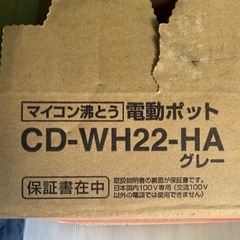 マイコン沸とう 電動ポット
CD-WH22-HA
グレー
保証書在中
取扱説明書の裏面が保証書です。
日本国内100V専用(交流100V
以外の電源では使用できません)